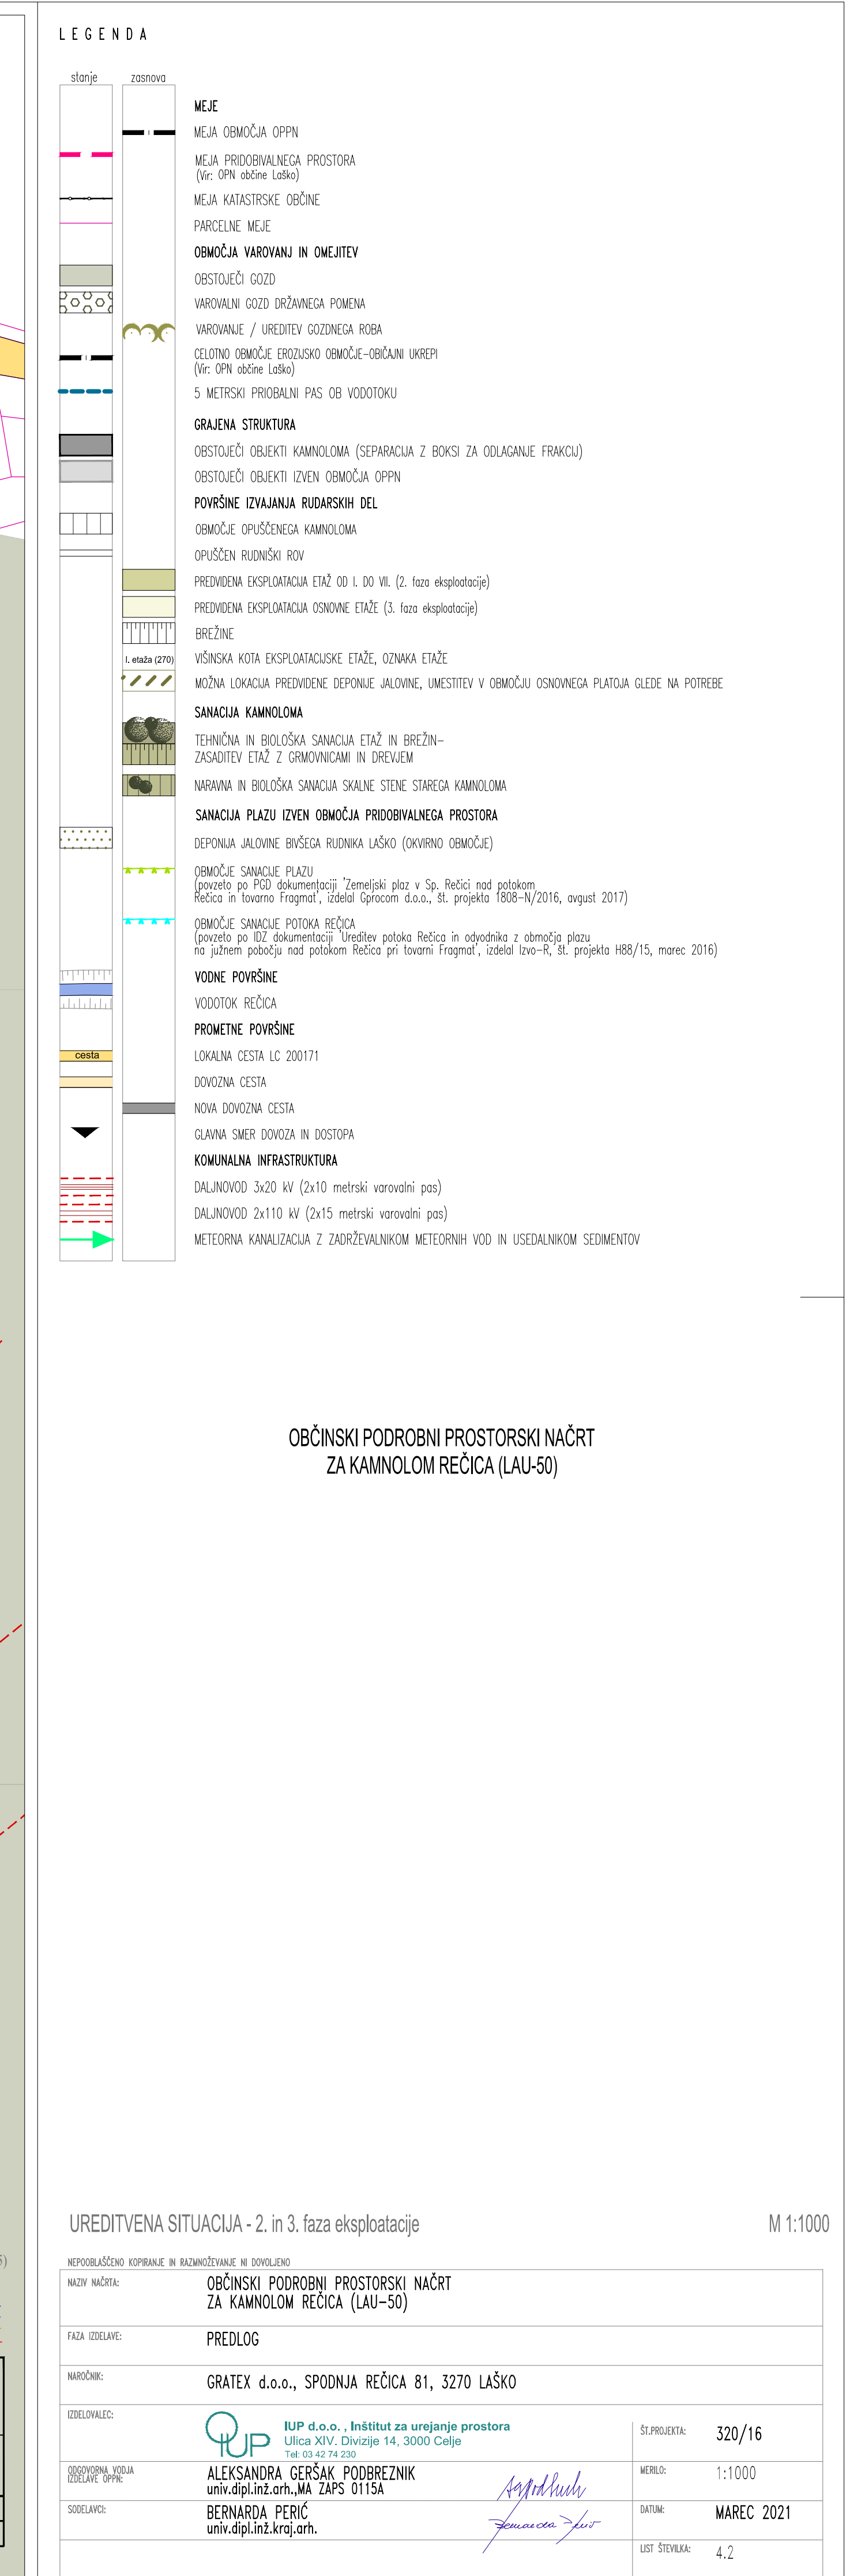 LEGENDA
stanje zasnova
MEJE
MEJA OBMOČJA OPPN
MEJA PRIDOBIVALNEGA PROSTORA
(Vir: OPN občine Laško)
MEJA KATASTRSKE OBČINE
PARCELNE MEJE
OBMOČJA VAROVANJ IN OMEJITEV
OBSTOJEČI GOZD
VAROVALNI GOZD DRŽAVNEGA POMENA
VAROVANJE / UREDITEV GOZDNEGA ROBA
CELOTNO OBMOČJE EROZIJSKO OBMOČJE-OBIČAJNI UKREPI
(Vir: OPN občine Laško)
5 METRSKI PRIOBALNI PAS OB VODOTOKU
GRAJENA STRUKTURA
OBSTOJEČI OBJEKTI KAMNOLOMA (SEPARACIJA Z BOKSI ZA ODLAGANJE FRAKCIJ)
OBSTOJEČI OBJEKTI IZVEN OBMOČJA OPPN
POVRŠINE IZVAJANJA RUDARSKIH DEL
OBMOČJE OPUŠČENEGA KAMNOLOMA
OPUŠČEN RUDNIŠKI ROV
PREDVIDENA EKSPLOATACIJA ETAŽ OD I. DO VII. (2. faza eksploatacije)
PREDVIDENA EKSPLOATACIJA OSNOVNE ETAŽE (3. faza eksploatacije)
BREŽINE
I. etaža (270) VIŠINSKA KOTA EKSPLOATACIJSKE ETAŽE, OZNAKA ETAŽE
MOŽNA LOKACIJA PREDVIDENE DEPONIJE JALOVINE, UMESTITEV V OBMOČJU OSNOVNEGA PLATOJA GLEDE NA POTREBE
SANACIJA KAMNOLOMA
TEHNIČNA IN BIOLOŠKA SANACIJA ETAŽ IN BREŽIN-
ZASADITEV ETAŽ Z GRMOVNICAMI IN DREVJEM
NARAVNA IN BIOLOŠKA SANACIJA SKALNE STENE STAREGA KAMNOLOMA
SANACIJA PLAZU IZVEN OBMOČJA PRIDOBIVALNEGA PROSTORA
DEPONIJA JALOVINE BIVŠEGA RUDNIKA LAŠKO (OKVIRNO OBMOČJE)
OBMOČJE SANACIJE PLAZU
(povzeto po PGD dokumentaciji 'Zemeljski plaz v Sp. Rečici nad potokom
Rečica in tovarno Fragmat', izdelal Gprocom d.o.o., št. projekta 1808-N/2016, avgust 2017)
OBMOČJE SANACIJE POTOKA REČICA
(povzeto po IDZ dokumentaciji 'Ureditev potoka Rečica in odvodnika z območja plazu
na južnem pobočju nad potokom Rečica pri tovarni Fragmat', izdelal Izvo-R, št. projekta H88/15, marec 2016)
VODNE POVRŠINE
VODOTOK REČICA
PROMETNE POVRŠINE
cesta LOKALNA CESTA LC 200171
DOVOZNA CESTA
NOVA DOVOZNA CESTA
GLAVNA SMER DOVOZA IN DOSTOPA
KOMUNALNA INFRASTRUKTURA
DALJNOVOD 3x20 kV (2x10 metrski varovalni pas)
DALJNOVOD 2x110 kV (2x15 metrski varovalni pas)
METEORNA KANALIZACIJA Z ZADRŽEVALNIKOM METEORNIH VOD IN USEDALNIKOM SEDIMENTOV
OBČINSKI PODROBNI PROSTORSKI NAČRT
ZA KAMNOLOM REČICA (LAU-50)
UREDITVENA SITUACIJA - 2. in 3. faza eksploatacije M 1:1000
NEPOOBLAŠČENO KOPIRANJE IN RAZMNOŽEVANJE NI DOVOLJENO
NAZIV NAČRTA: OBČINSKI PODROBNI PROSTORSKI NAČRT
ZA KAMNOLOM REČICA (LAU-50)
FAZA IZDELAVE: PREDLOG
NAROČNIK: GRATEX d.o.o., SPODNJA REČICA 81, 3270 LAŠKO
IZDELOVALEC:
IUP
IUP d.o.o. , Inštitut za urejanje prostora
Ulica XIV. Divizije 14, 3000 Celje
Tel: 03 42 74 230
ŠT.PROJEKTA: 320/16
ODGOVORNA VODJA
IZDELAVE OPPN:
ALEKSANDRA GERŠAK PODBREZNIK
univ.dipl.inž.arh.,MA ZAPS 0115A
MERILO: 1:1000
SODELAVCI: BERNARDA PERIĆ
univ.dipl.inž.kraj.arh.
DATUM: MAREC 2021
LIST ŠTEVILKA: 4.2